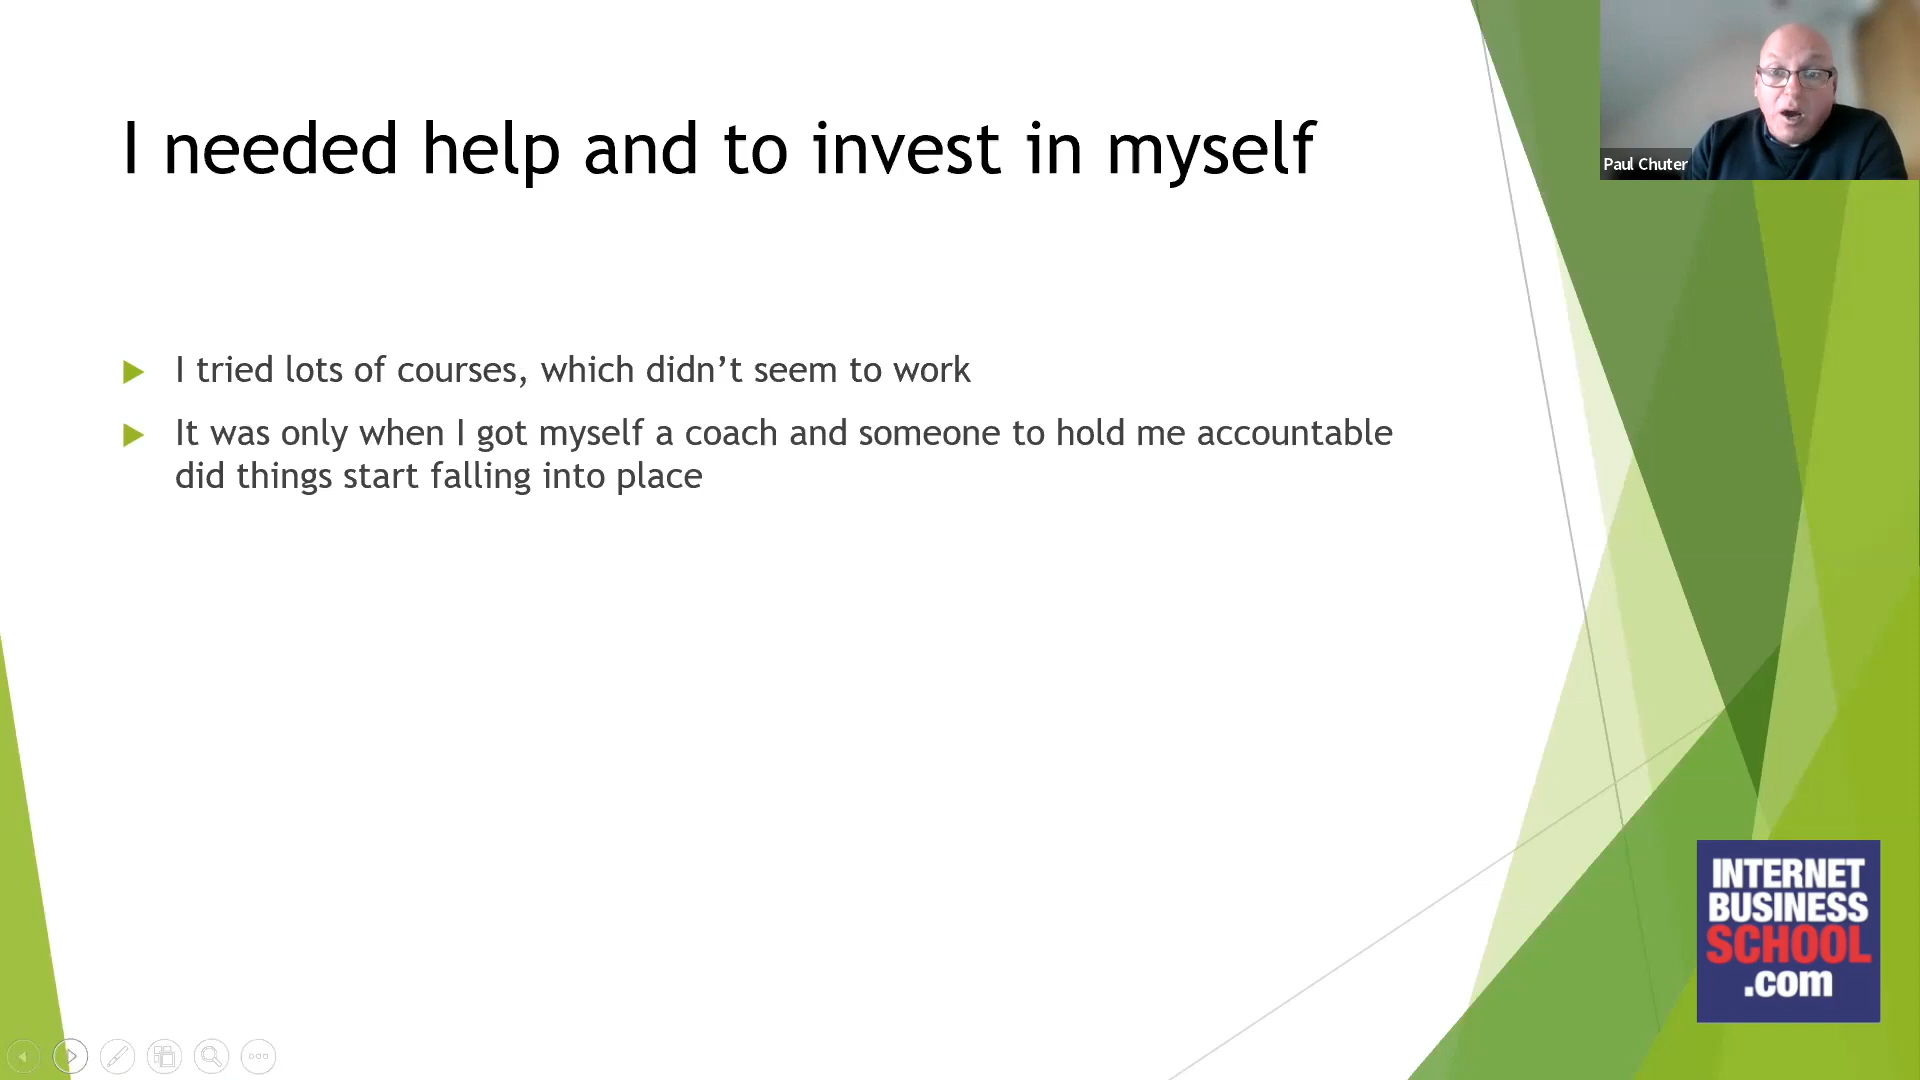 I needed help and to invest in myself
Paul Chuter
I tried lots of courses, which didn’t seem to work
It was only when I got myself a coach and someone to hold me accountable
did things start falling into place
INTERNET
BUSINESS
SCHOOL
.com